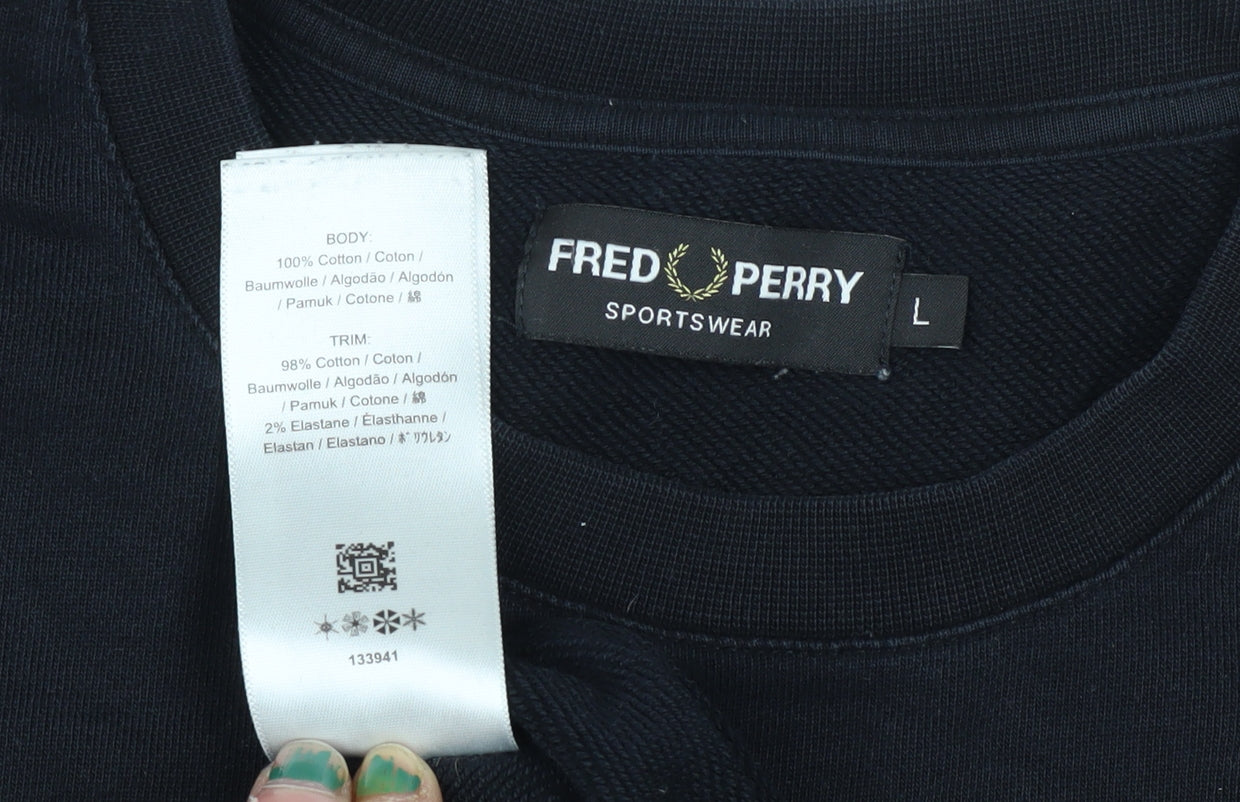 BODY:
100% Cotton / Coton /
Baumwolle / Algodão / Algodón
/ Pamuk / Cotone / 綿
TRIM:
98% Cotton / Coton /
Baumwolle / Algodão / Algodón
/ Pamuk / Cotone / 綿
2% Elastane / Élasthanne /
Elastan / Elastano / ポリウレタン
133941
FRED PERRY
SPORTSWEAR
L